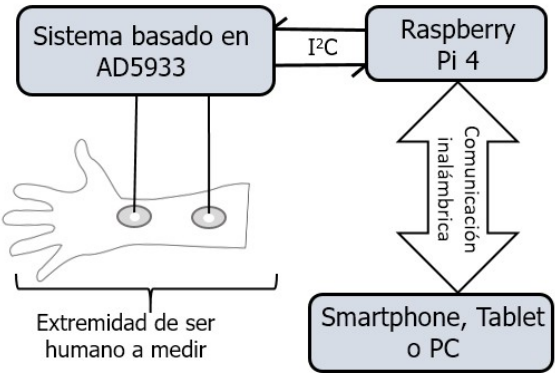 Sistema basado en
AD5933
I²C
Raspberry
Pi 4
Comunicación
inalámbrica
Extremidad de ser
humano a medir
Smartphone, Tablet
o PC